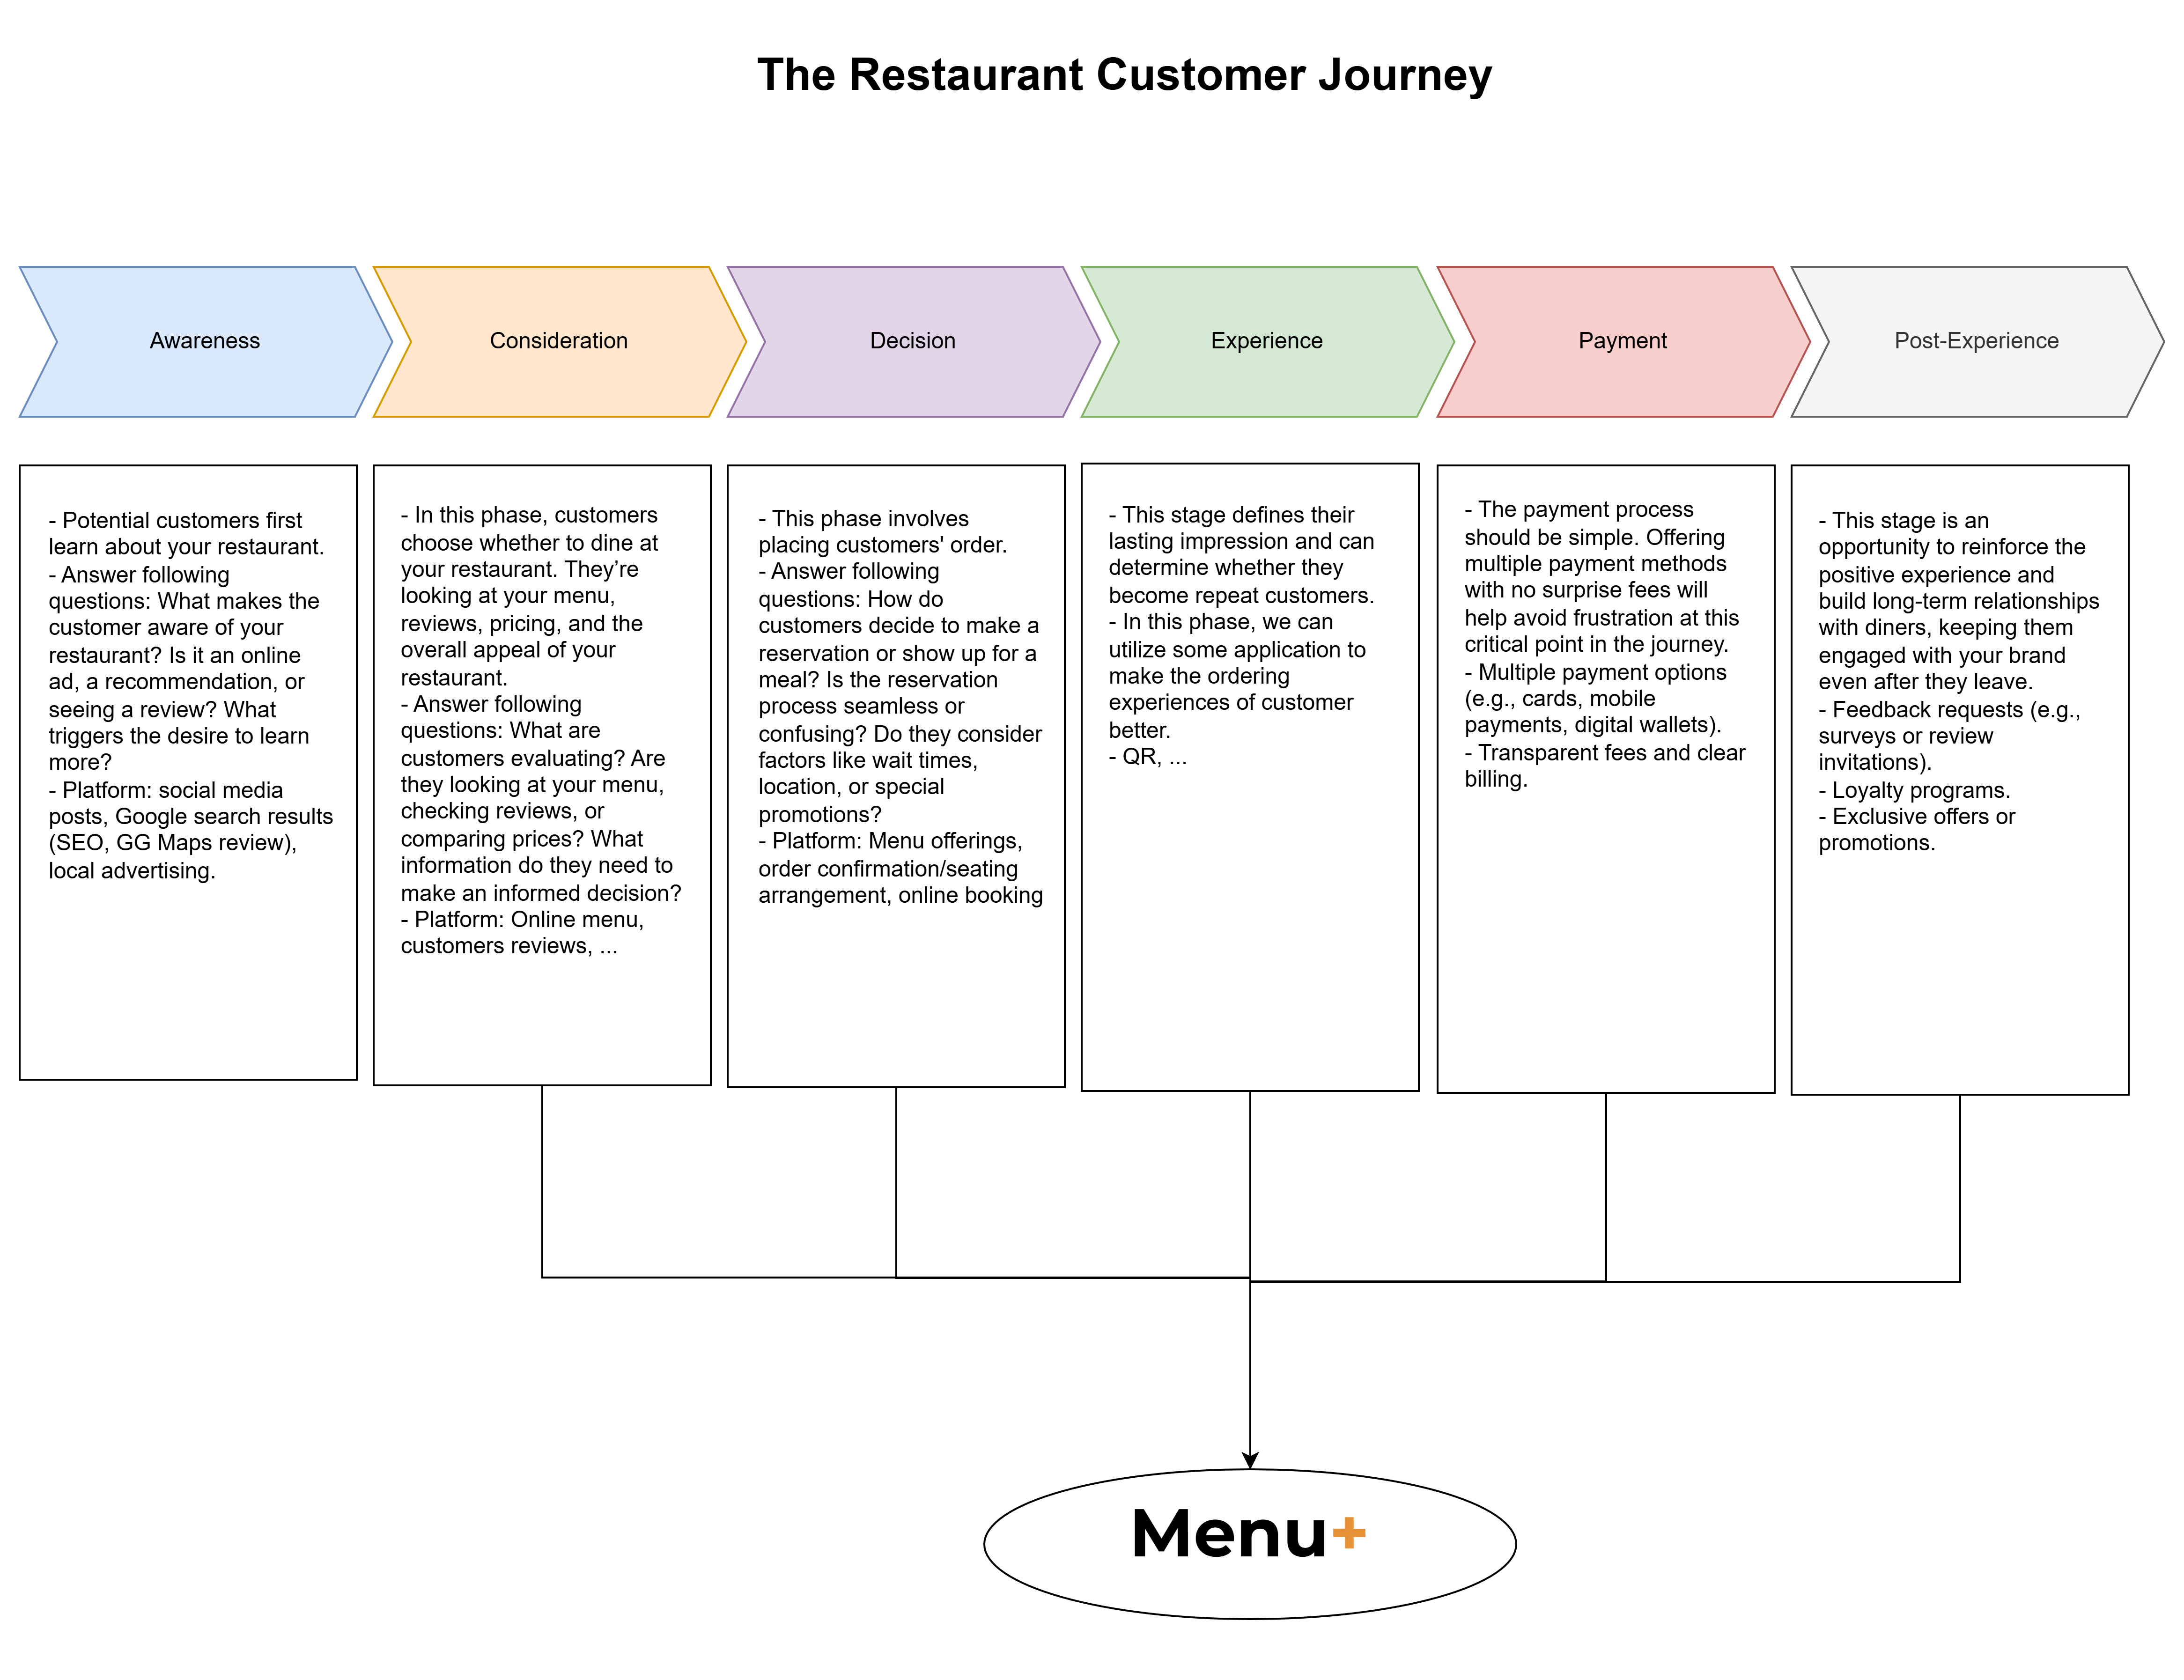 The Restaurant Customer Journey
Awareness
Consideration
Decision
Experience
Payment
Post-Experience
- Potential customers first
learn about your restaurant.
- Answer following
questions: What makes the
customer aware of your
restaurant? Is it an online
ad, a recommendation, or
seeing a review? What
triggers the desire to learn
more?
- Platform: social media
posts, Google search results
(SEO, GG Maps review),
local advertising.
- In this phase, customers
choose whether to dine at
your restaurant. They’re
looking at your menu,
reviews, pricing, and the
overall appeal of your
restaurant.
- Answer following
questions: What are
customers evaluating? Are
they looking at your menu,
checking reviews, or
comparing prices? What
information do they need to
make an informed decision?
- Platform: Online menu,
customers reviews, ...
- This phase involves
placing customers' order.
- Answer following
questions: How do
customers decide to make a
reservation or show up for a
meal? Is the reservation
process seamless or
confusing? Do they consider
factors like wait times,
location, or special
promotions?
- Platform: Menu offerings,
order confirmation/seating
arrangement, online booking
- This stage defines their
lasting impression and can
determine whether they
become repeat customers.
- In this phase, we can
utilize some application to
make the ordering
experiences of customer
better.
- QR, ...
- The payment process
should be simple. Offering
multiple payment methods
with no surprise fees will
help avoid frustration at this
critical point in the journey.
- Multiple payment options
(e.g., cards, mobile
payments, digital wallets).
- Transparent fees and clear
billing.
- This stage is an
opportunity to reinforce the
positive experience and
build long-term relationships
with diners, keeping them
engaged with your brand
even after they leave.
- Feedback requests (e.g.,
surveys or review
invitations).
- Loyalty programs.
- Exclusive offers or
promotions.
Menu+